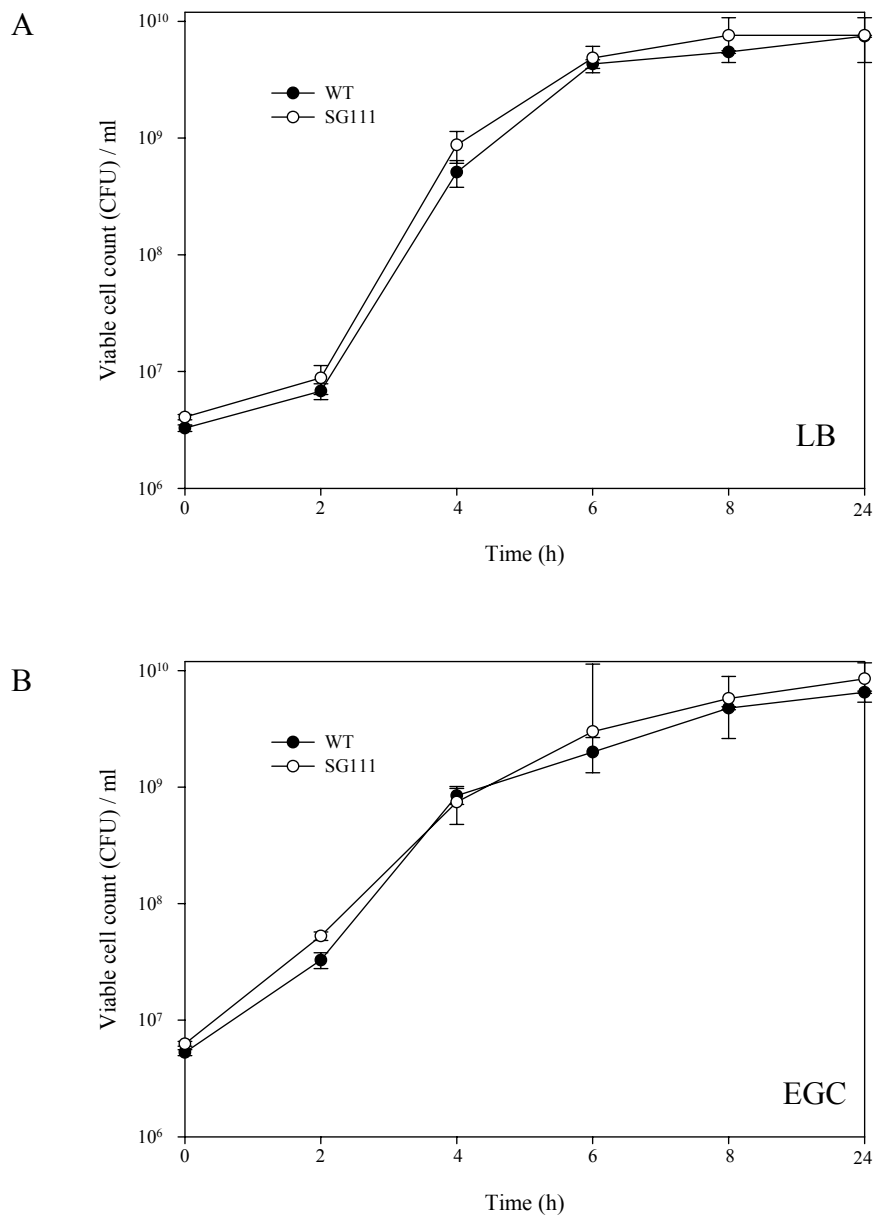 A
Viable cell count (CFU) / ml
10¹⁰
10⁹
10⁸
10⁷
10⁶
WT
SG111
LB
0 2 4 6 8 24
Time (h)
B
Viable cell count (CFU) / ml
10¹⁰
10⁹
10⁸
10⁷
10⁶
WT
SG111
EGC
0 2 4 6 8 24
Time (h)